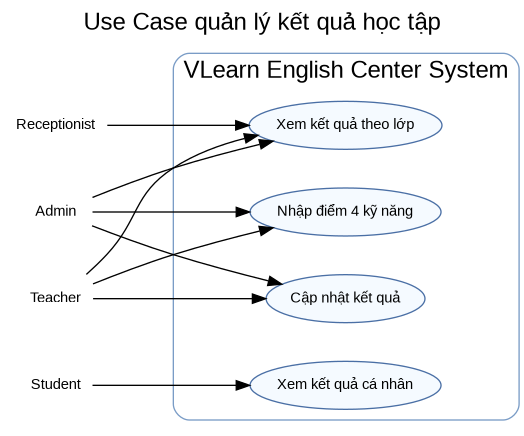 Use Case quản lý kết quả học tập
VLearn English Center System
Receptionist
Xem kết quả theo lớp
Admin
Nhập điểm 4 kỹ năng
Teacher
Cập nhật kết quả
Student
Xem kết quả cá nhân